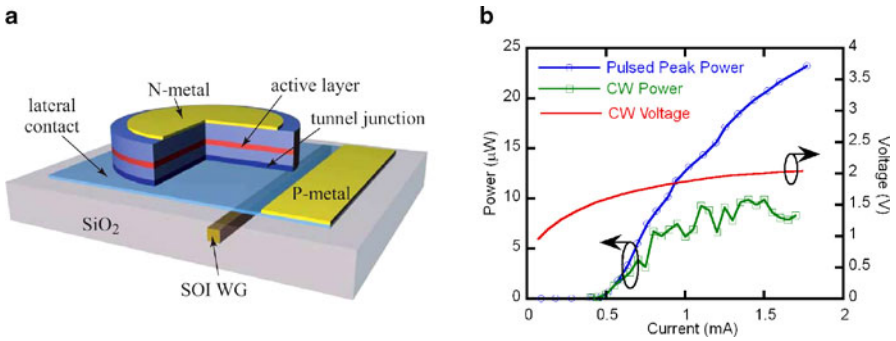 a
N-metal
active layer
lateral
contact
tunnel junction
P-metal
SiO2
SOI WG
b
25
20
15
10
5
0
Power (μW)
Pulsed Peak Power
CW Power
CW Voltage
4
3.5
3
2.5
2
1.5
1
0.5
0
Voltage (V)
0
0.5
1.0
1.5
2
Current (mA)